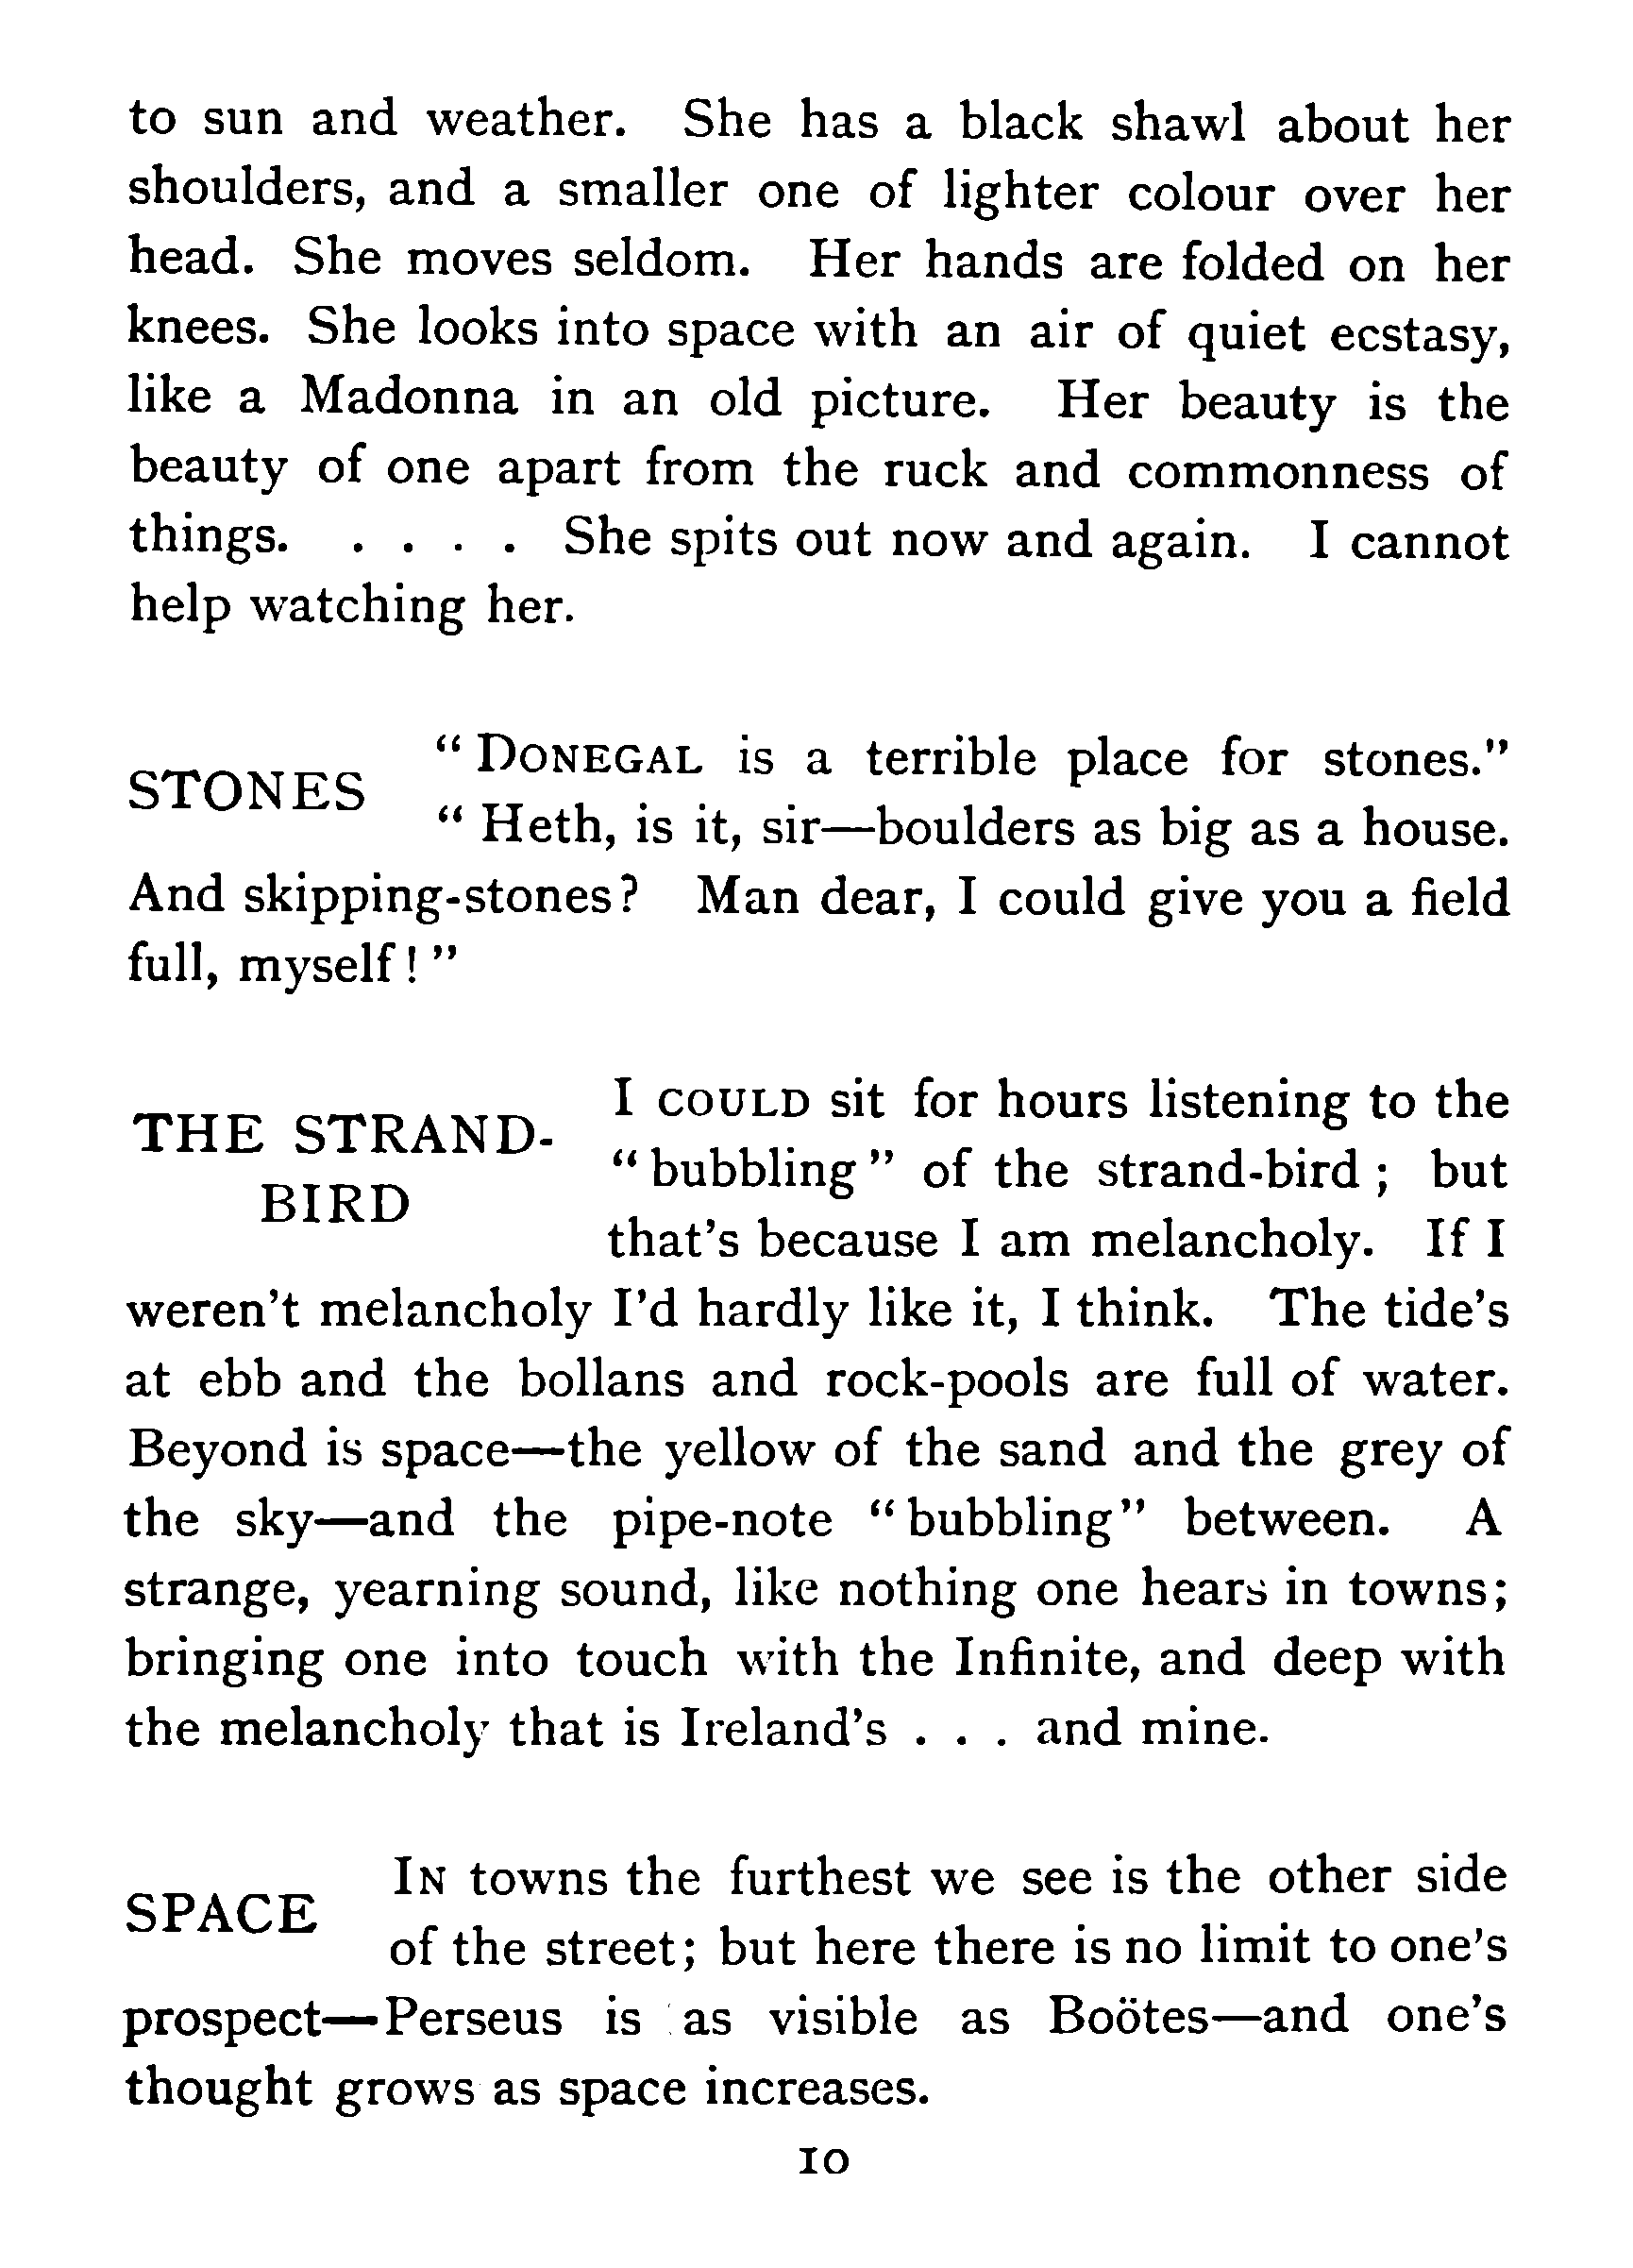 to sun and weather. She has a black shawl about her
shoulders, and a smaller one of lighter colour over her
head. She moves seldom. Her hands are folded on her
knees. She looks into space with an air of quiet ecstasy,
like a Madonna in an old picture. Her beauty is the
beauty of one apart from the ruck and commonness of
things. . . . . She spits out now and again. I cannot
help watching her.
STONES
“ DONEGAL is a terrible place for stones.”
“ Heth, is it, sir—boulders as big as a house.
And skipping-stones? Man dear, I could give you a field
full, myself! ”
THE STRAND-
BIRD
I COULD sit for hours listening to the
“ bubbling ” of the strand-bird ; but
that’s because I am melancholy. If I
weren’t melancholy I’d hardly like it, I think. The tide’s
at ebb and the bollans and rock-pools are full of water.
Beyond is space—the yellow of the sand and the grey of
the sky—and the pipe-note “ bubbling” between. A
strange, yearning sound, like nothing one hears in towns;
bringing one into touch with the Infinite, and deep with
the melancholy that is Ireland’s . . . and mine.
SPACE
IN towns the furthest we see is the other side
of the street; but here there is no limit to one’s
prospect—Perseus is as visible as Boötes—and one’s
thought grows as space increases.
10